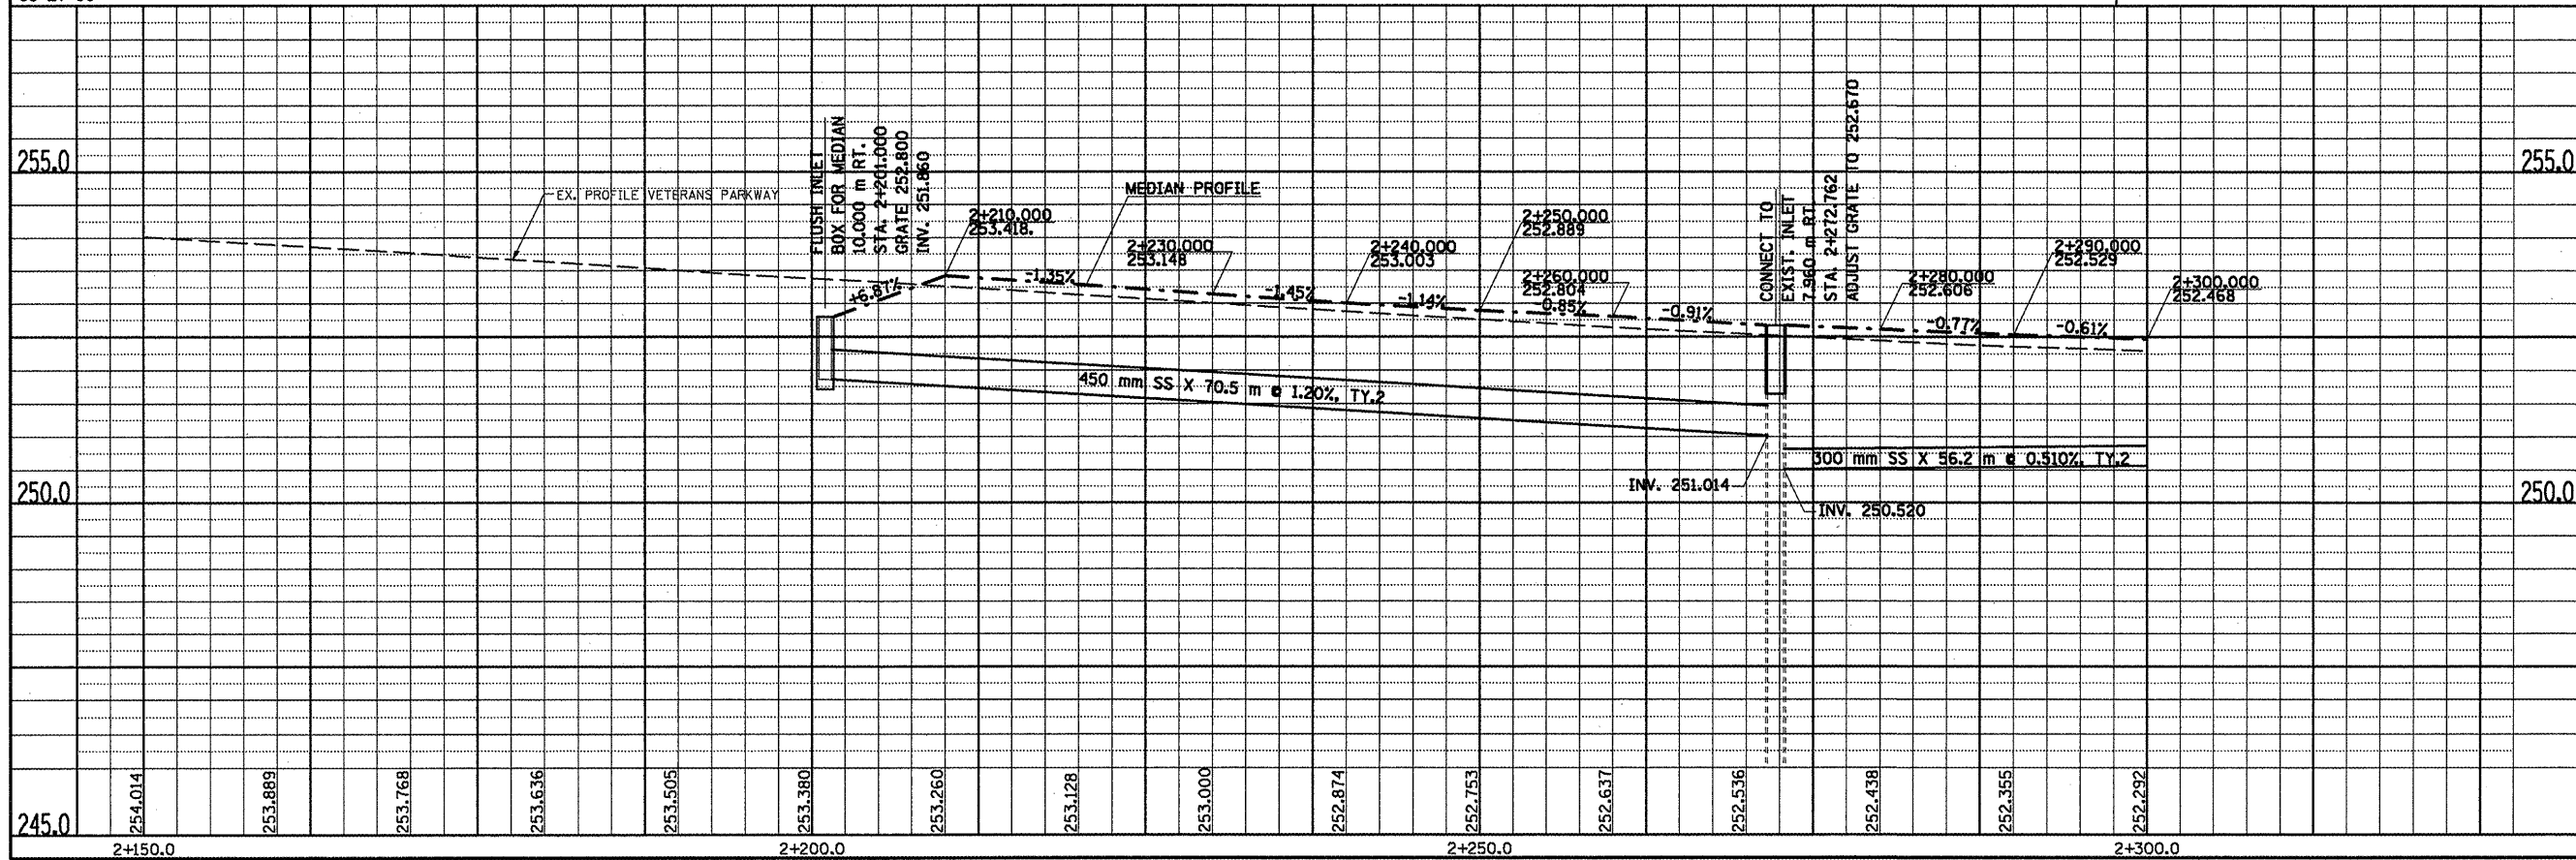 255.0
EX. PROFILE VETERANS PARKWAY
FLUSH INLET
BOX FOR MEDIAN
10.000 m RT.
STA. 2+201.000
GRATE 252.800
INV. 251.860
MEDIAN PROFILE
2+210.000
253.418.
2+230.000
253.148
2+240.000
253.003
2+250.000
252.889
2+260.000
252.804
CONNECT TO
EXIST. INLET
7.960 m RT.
STA. 2+272.762
ADJUST GRATE TO 252.670
2+280.000
252.606
2+290.000
252.529
2+300.000
252.468
255.0
+6.87%
-1.35%
-1.45%
-1.14%
-0.85%
-0.91%
-0.77%
-0.61%
450 mm SS X 70.5 m @ 1.20%, TY.2
300 mm SS X 56.2 m @ 0.510%, TY.2
INV. 251.014
INV. 250.520
250.0
250.0
254.014
253.889
253.768
253.636
253.505
253.380
253.260
253.128
253.000
252.874
252.753
252.637
252.536
252.438
252.355
252.292
245.0
2+150.0
2+200.0
2+250.0
2+300.0